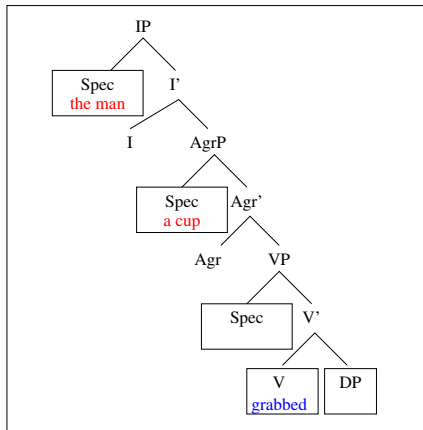 IP
Spec I'
the man
I AgrP
Spec Agr'
a cup
Agr VP
Spec V'
V DP
grabbed